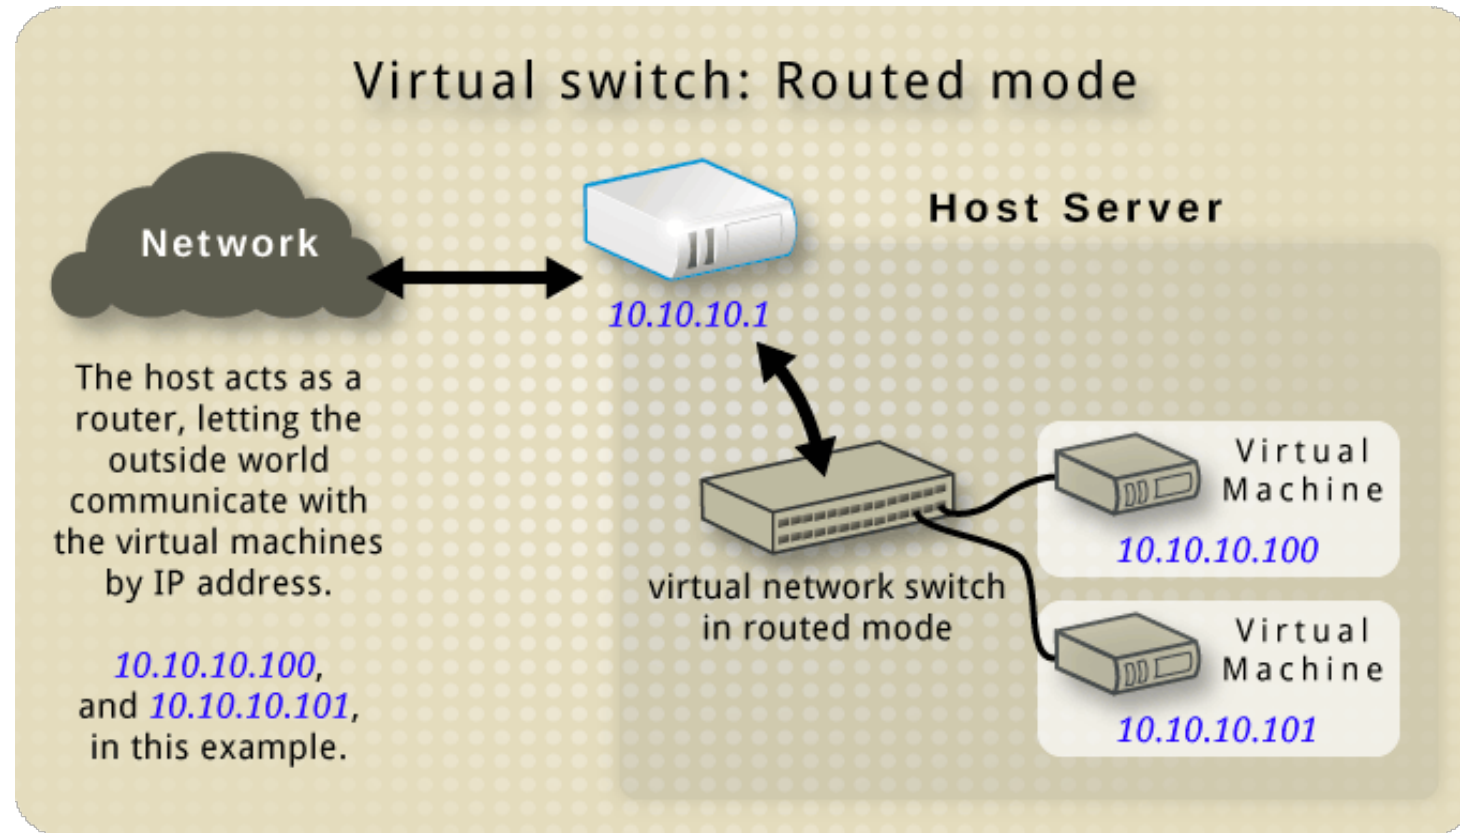 Virtual switch: Routed mode
Network
Host Server
10.10.10.1
The host acts as a
router, letting the
outside world
communicate with
the virtual machines
by IP address.
10.10.10.100,
and 10.10.10.101,
in this example.
virtual network switch
in routed mode
Virtual
Machine
10.10.10.100
Virtual
Machine
10.10.10.101